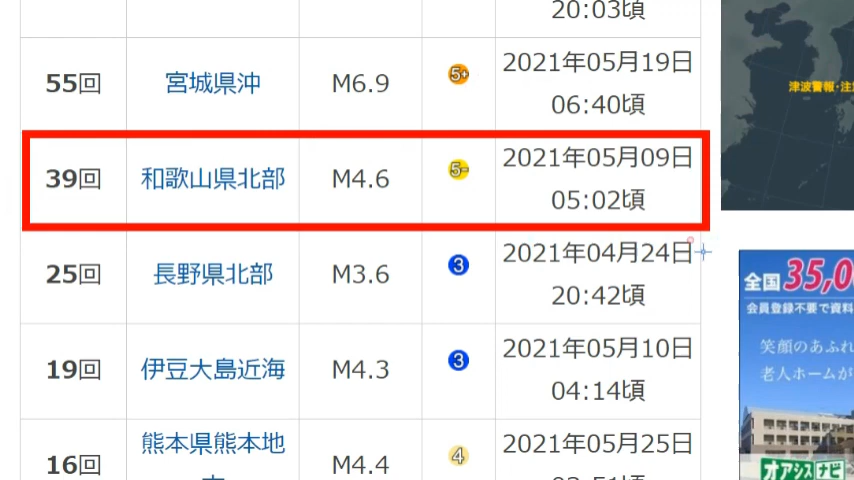 20:03頃
55回 宮城県沖 M6.9 5+ 2021年05月19日
06:40頃
39回 和歌山県北部 M4.6 5- 2021年05月09日
05:02頃
25回 長野県北部 M3.6 3 2021年04月24日
20:42頃
19回 伊豆大島近海 M4.3 3 2021年05月10日
04:14頃
16回 熊本県熊本地 M4.4 4 2021年05月25日
津波警報・注
全国35,0
会員登録不要で資料
笑顔のあふれ
老人ホームが
オアシスナビ